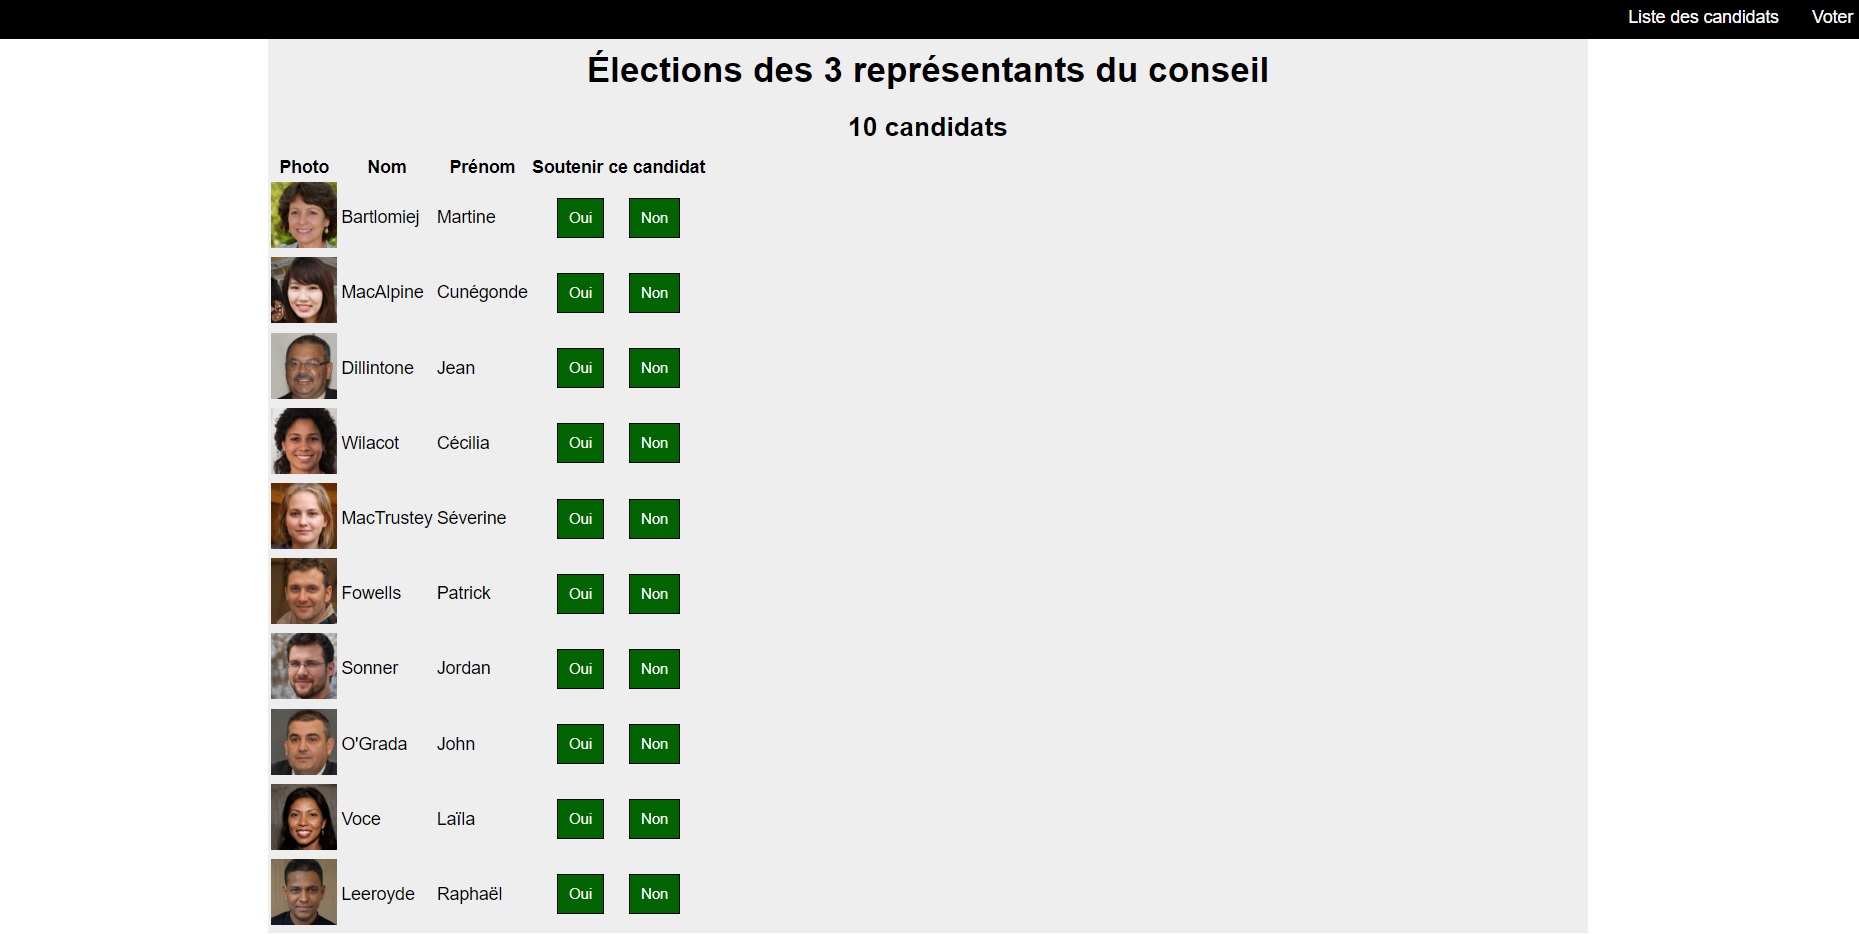 Liste des candidats Voter
Élections des 3 représentants du conseil
10 candidats
Photo Nom Prénom Soutenir ce candidat
Bartlomiej Martine Oui Non
MacAlpine Cunégonde Oui Non
Dillintone Jean Oui Non
Wilacot Cécilia Oui Non
MacTrustey Séverine Oui Non
Fowells Patrick Oui Non
Sonner Jordan Oui Non
O'Grada John Oui Non
Voce Laïla Oui Non
Leeroyde Raphaël Oui Non